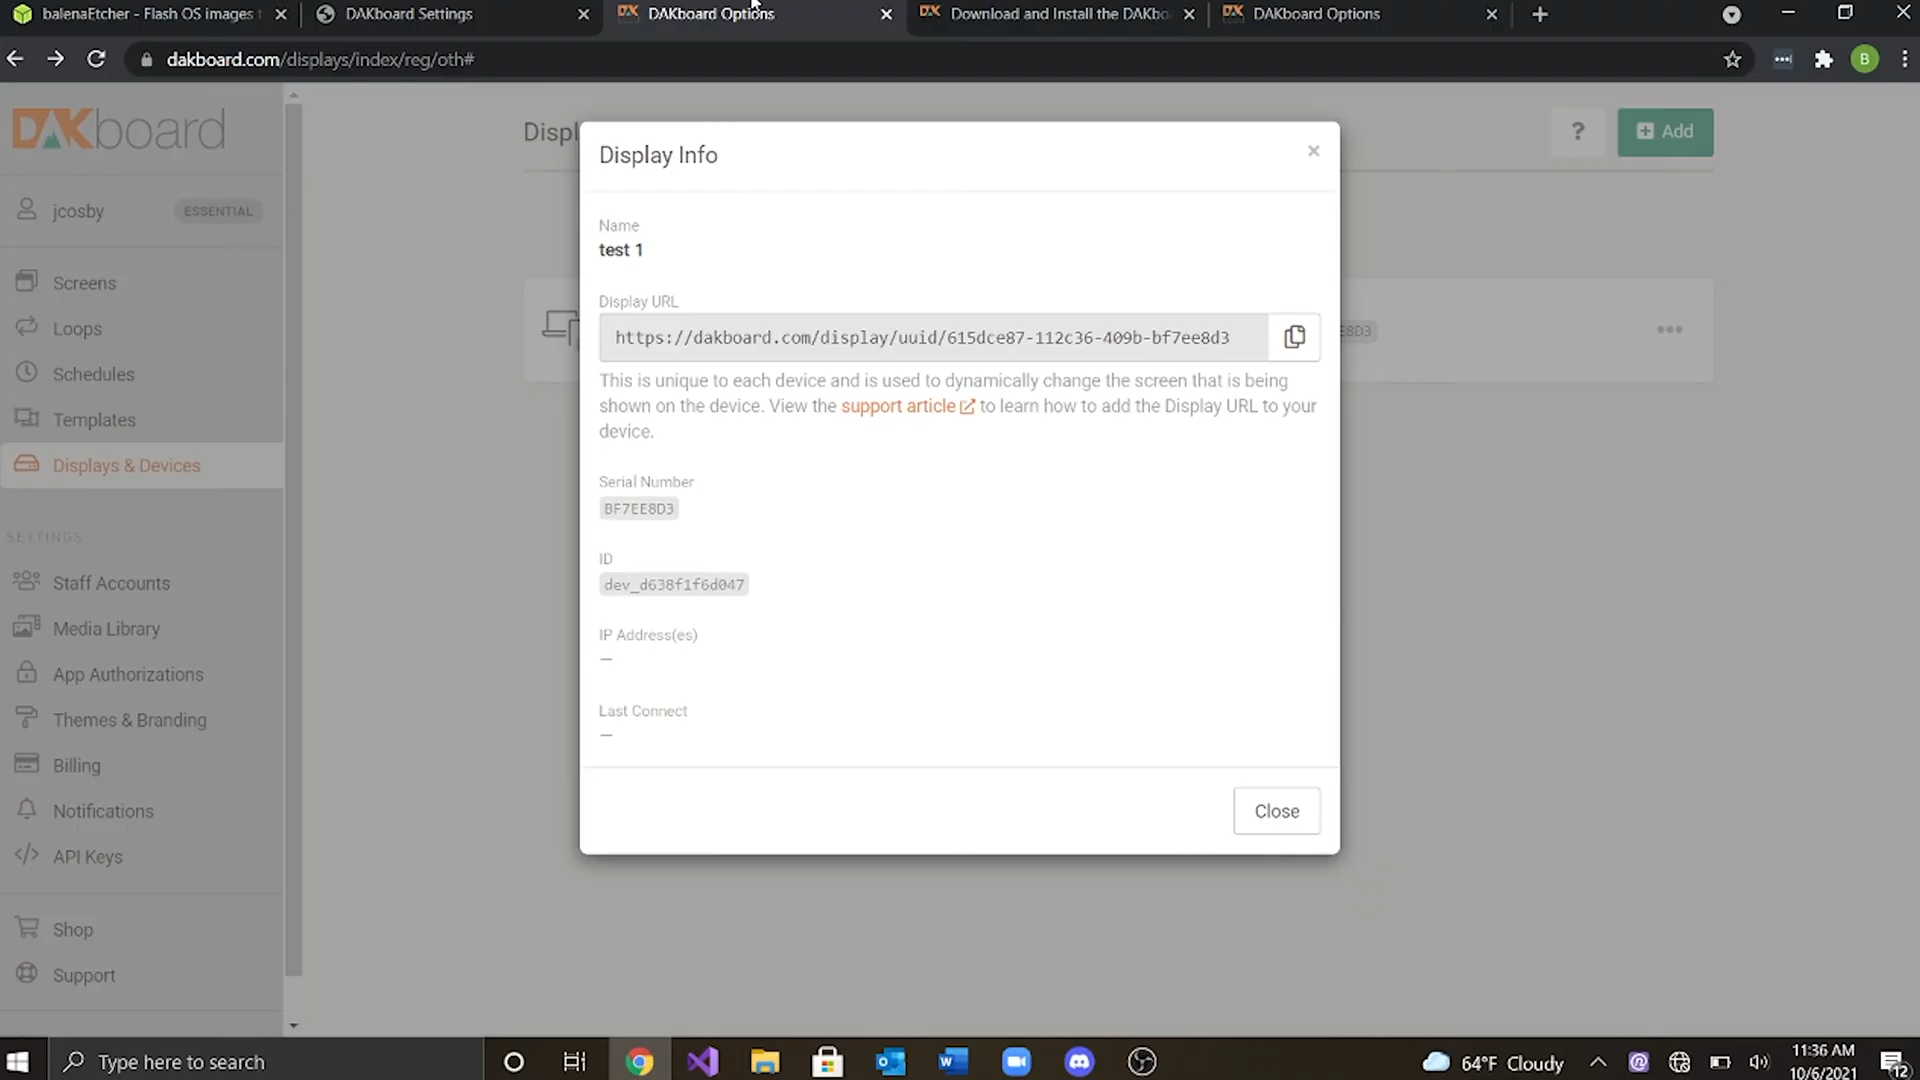 balenaEtcher - Flash OS images t
DAKboard Settings
DAKboard Options
Download and Install the DAKbo
DAKboard Options
dakboard.com/displays/index/reg/oth#
B
DAKboard
jcosby
ESSENTIAL
Screens
Loops
Schedules
Templates
Displays & Devices
SETTINGS
Staff Accounts
Media Library
App Authorizations
Themes & Branding
Billing
Notifications
API Keys
Shop
Support
Displ
?
Add
8D3
Display Info
×
Name
test 1
Display URL
https://dakboard.com/display/uuid/615dce87-112c36-409b-bf7ee8d3
This is unique to each device and is used to dynamically change the screen that is being
shown on the device. View the support article to learn how to add the Display URL to your
device.
Serial Number
BF7EE8D3
ID
dev_d638f1f6d047
IP Address(es)
—
Last Connect
—
Close
Type here to search
64°F Cloudy
11:36 AM
10/6/2021
12